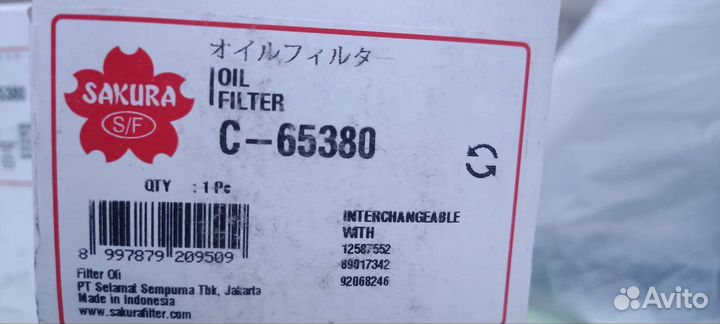 オイルフィルター
OIL
FILTER
SAKURA
S/F
C-65380
QTY : 1 Pc
8 997879 209509
INTERCHANGEABLE
WITH
12587552
89017342
92068246
Filter Oli
PT Selamat Sempurna Tbk, Jakarta
Made in Indonesia
www.sakurafilter.com
65380
Avito